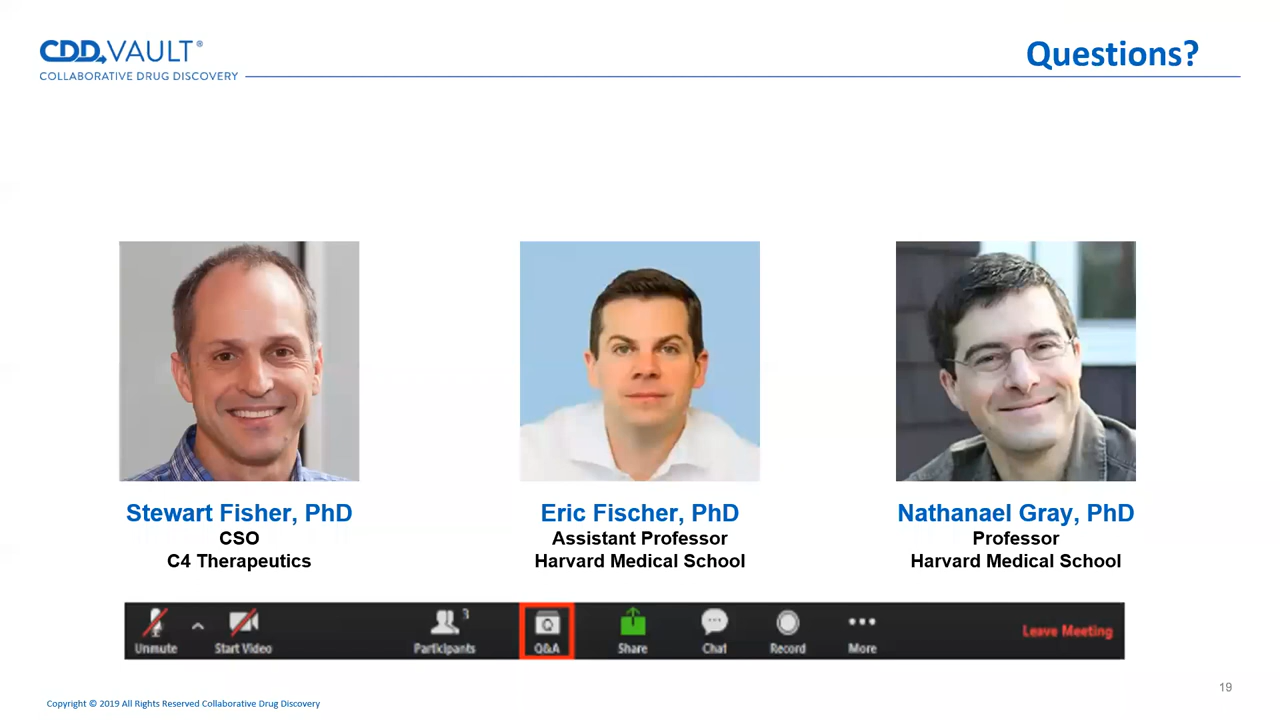 CDD VAULT®
COLLABORATIVE DRUG DISCOVERY
Questions?
Stewart Fisher, PhD
CSO
C4 Therapeutics
Eric Fischer, PhD
Assistant Professor
Harvard Medical School
Nathanael Gray, PhD
Professor
Harvard Medical School
Unmute
Start Video
Participants
3
Q
Q&A
Share
Chat
Record
More
Leave Meeting
19
Copyright © 2019 All Rights Reserved Collaborative Drug Discovery